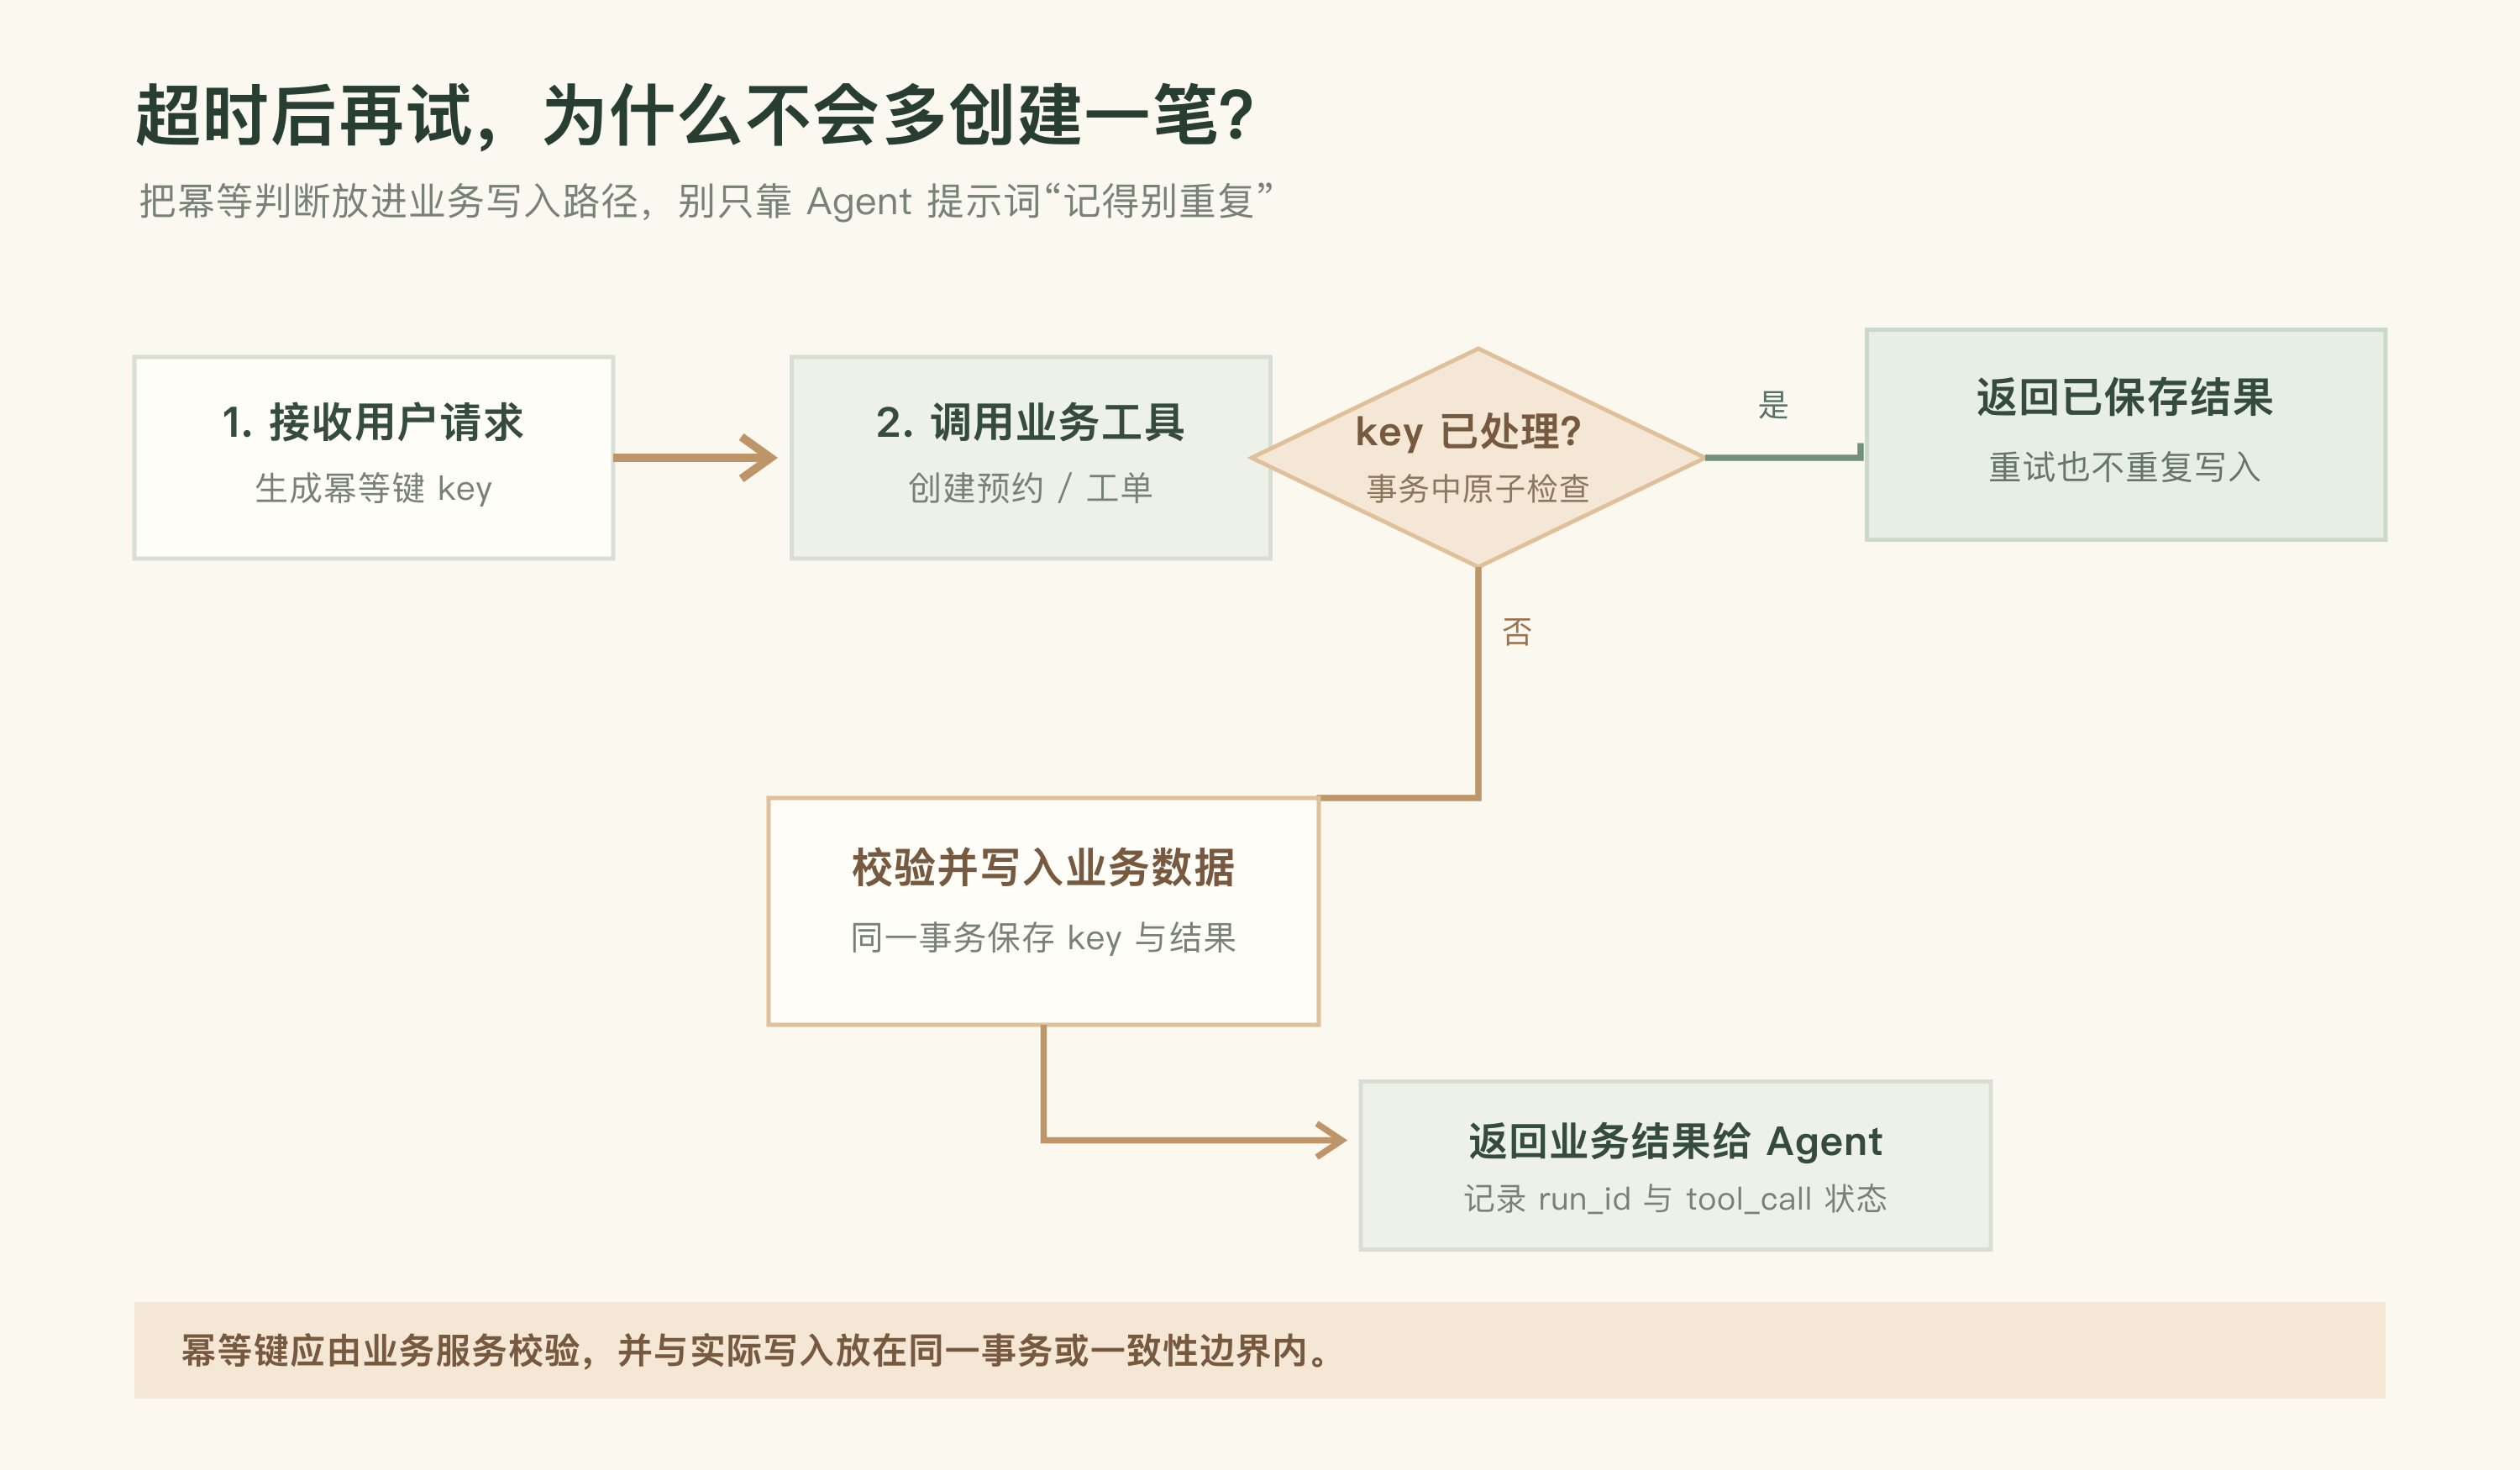 超时后再试，为什么不会多创建一笔？
把幂等判断放进业务写入路径，别只靠 Agent 提示词“记得别重复”
1. 接收用户请求
生成幂等键 key
2. 调用业务工具
创建预约 / 工单
key 已处理？
事务中原子检查
是
返回已保存结果
重试也不重复写入
否
校验并写入业务数据
同一事务保存 key 与结果
返回业务结果给 Agent
记录 run_id 与 tool_call 状态
幂等键应由业务服务校验，并与实际写入放在同一事务或一致性边界内。